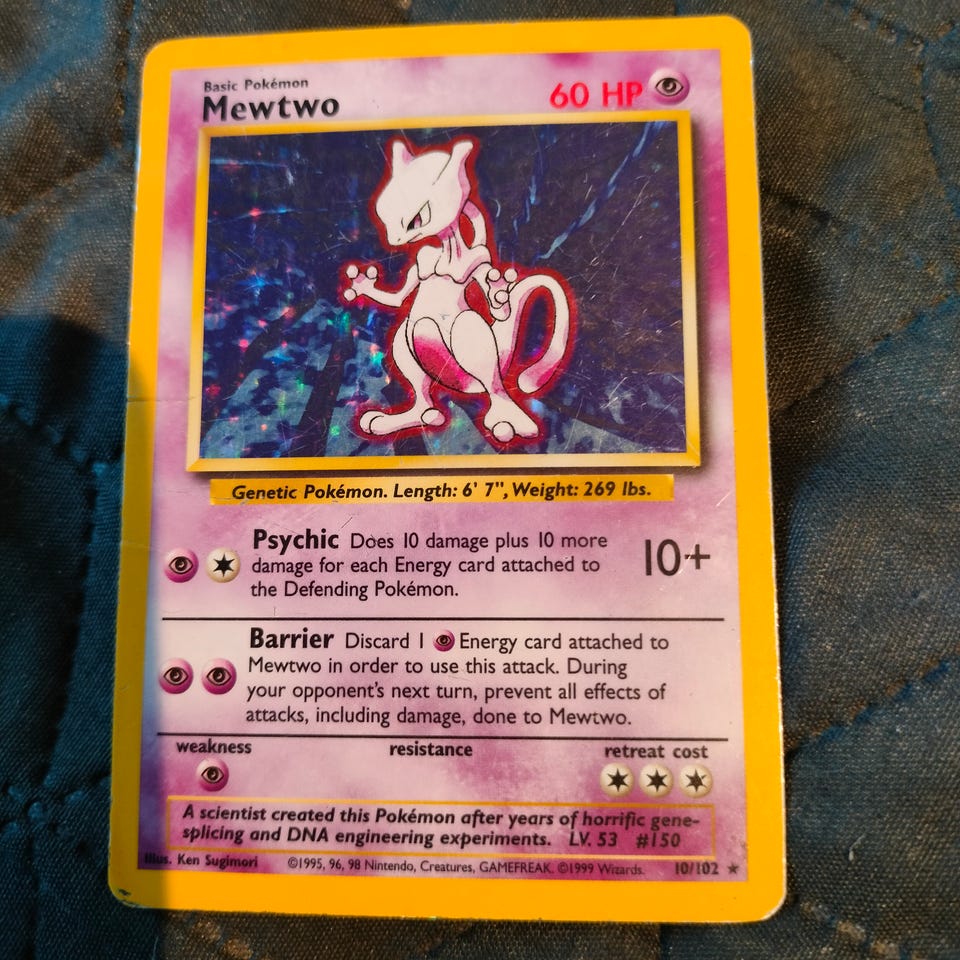 Basic Pokémon
Mewtwo
60 HP
Genetic Pokémon. Length: 6' 7", Weight: 269 lbs.
Psychic Does 10 damage plus 10 more
damage for each Energy card attached to
the Defending Pokémon.
10+
Barrier Discard 1 Energy card attached to
Mewtwo in order to use this attack. During
your opponent's next turn, prevent all effects of
attacks, including damage, done to Mewtwo.
weakness
resistance
retreat cost
A scientist created this Pokémon after years of horrific gene-
splicing and DNA engineering experiments. LV. 53 #150
Illus. Ken Sugimori ©1995, 96, 98 Nintendo, Creatures, GAMEFREAK. ©1999 Wizards. 10/102 ★